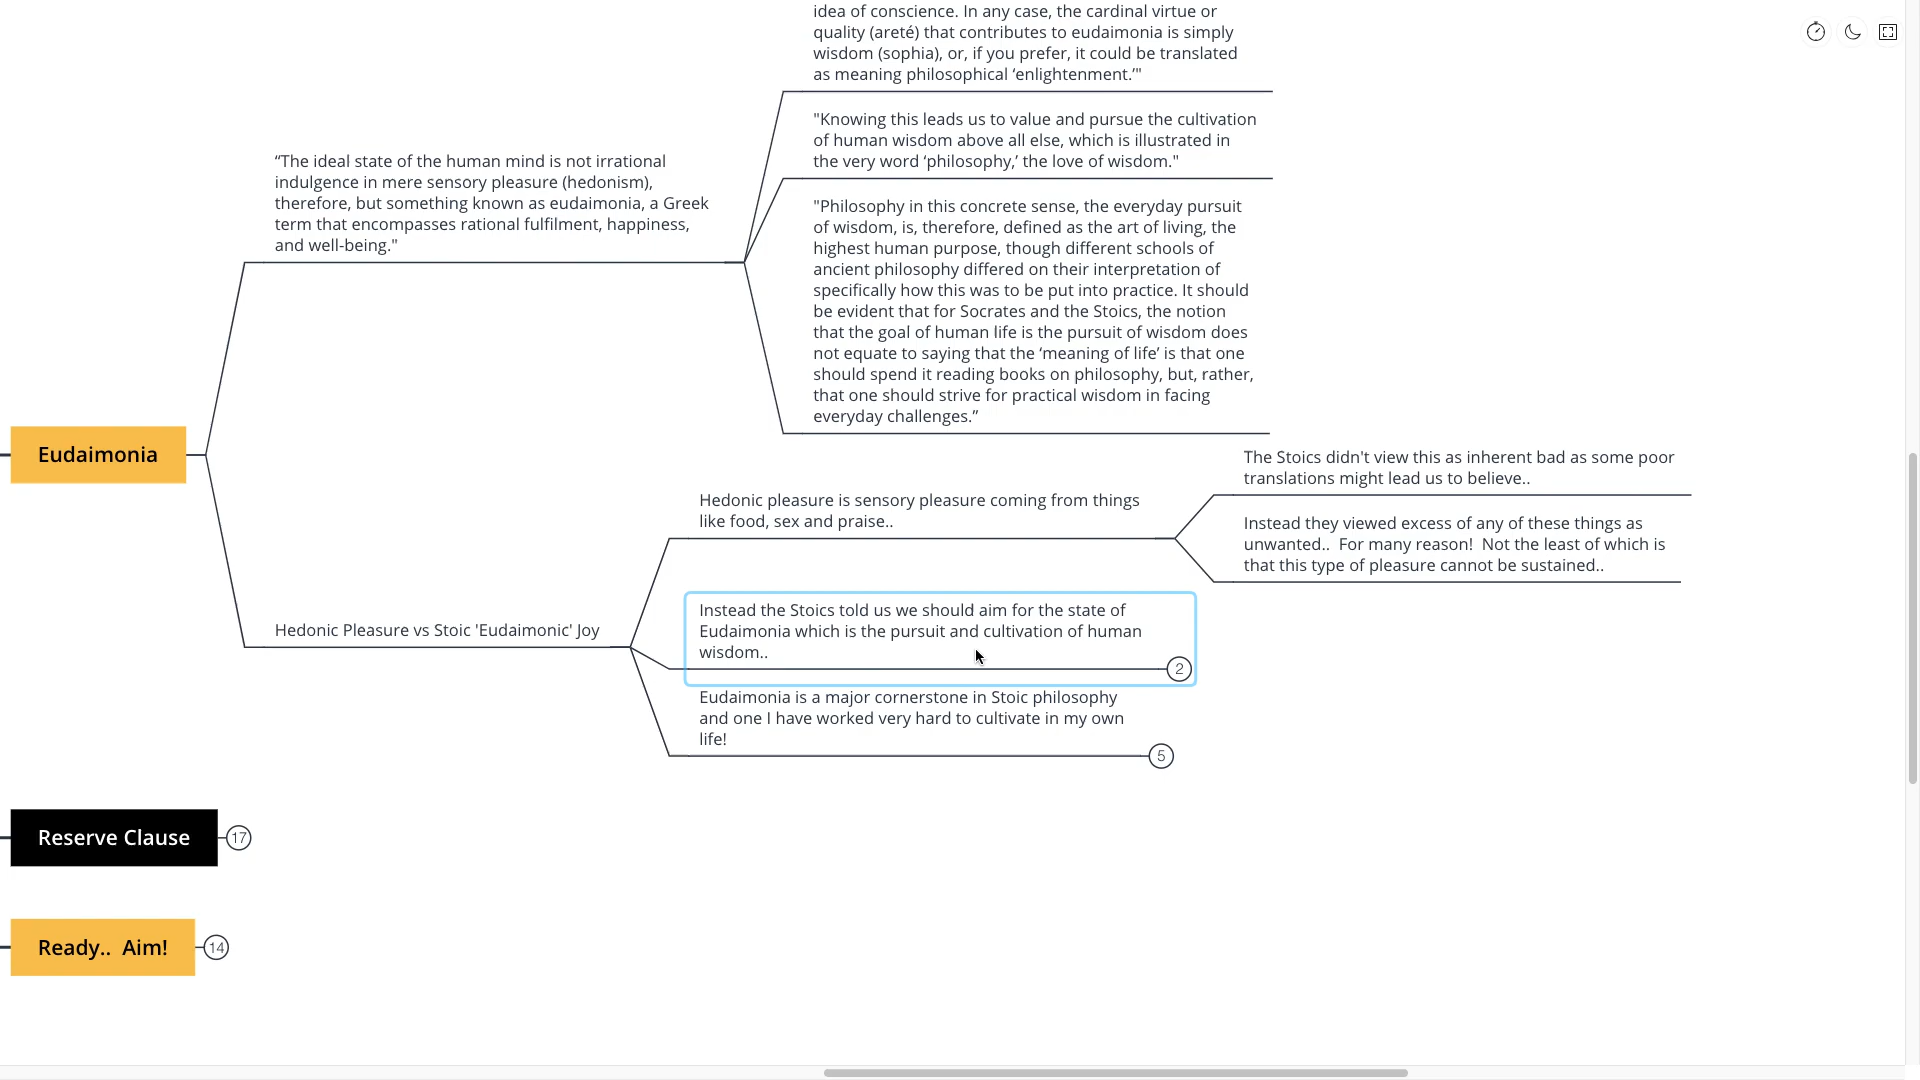 idea of conscience. In any case, the cardinal virtue or
quality (areté) that contributes to eudaimonia is simply
wisdom (sophia), or, if you prefer, it could be translated
as meaning philosophical ‘enlightenment.’"
"Knowing this leads us to value and pursue the cultivation
of human wisdom above all else, which is illustrated in
the very word ‘philosophy,’ the love of wisdom."
“The ideal state of the human mind is not irrational
indulgence in mere sensory pleasure (hedonism),
therefore, but something known as eudaimonia, a Greek
term that encompasses rational fulfilment, happiness,
and well-being."
"Philosophy in this concrete sense, the everyday pursuit
of wisdom, is, therefore, defined as the art of living, the
highest human purpose, though different schools of
ancient philosophy differed on their interpretation of
specifically how this was to be put into practice. It should
be evident that for Socrates and the Stoics, the notion
that the goal of human life is the pursuit of wisdom does
not equate to saying that the ‘meaning of life’ is that one
should spend it reading books on philosophy, but, rather,
that one should strive for practical wisdom in facing
everyday challenges.”
Eudaimonia
The Stoics didn't view this as inherent bad as some poor
translations might lead us to believe..
Hedonic pleasure is sensory pleasure coming from things
like food, sex and praise..
Instead they viewed excess of any of these things as
unwanted..  For many reason!  Not the least of which is
that this type of pleasure cannot be sustained..
Hedonic Pleasure vs Stoic 'Eudaimonic' Joy
Instead the Stoics told us we should aim for the state of
Eudaimonia which is the pursuit and cultivation of human
wisdom..
2
Eudaimonia is a major cornerstone in Stoic philosophy
and one I have worked very hard to cultivate in my own
life!
5
Reserve Clause
17
Ready..  Aim!
14